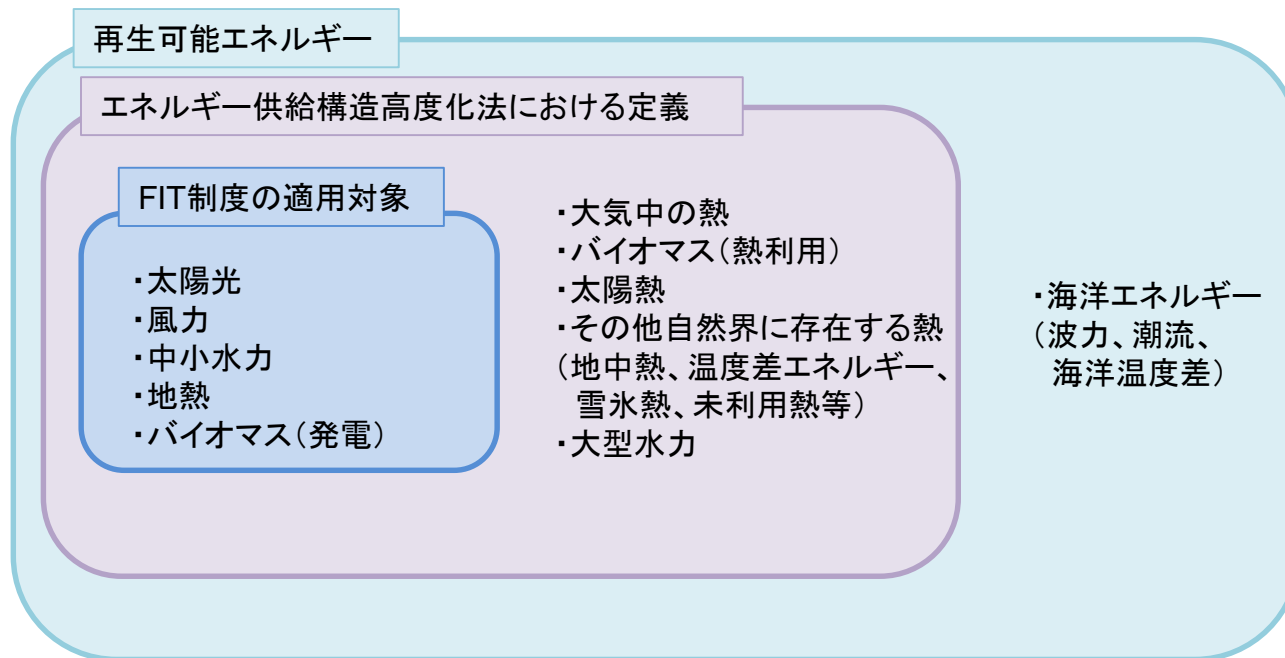 再生可能エネルギー
エネルギー供給構造高度化法における定義
FIT制度の適用対象
・太陽光
・風力
・中小水力
・地熱
・バイオマス（発電）
・大気中の熱
・バイオマス（熱利用）
・太陽熱
・その他自然界に存在する熱
（地中熱、温度差エネルギー、
雪氷熱、未利用熱等）
・大型水力
・海洋エネルギー
（波力、潮流、
海洋温度差）